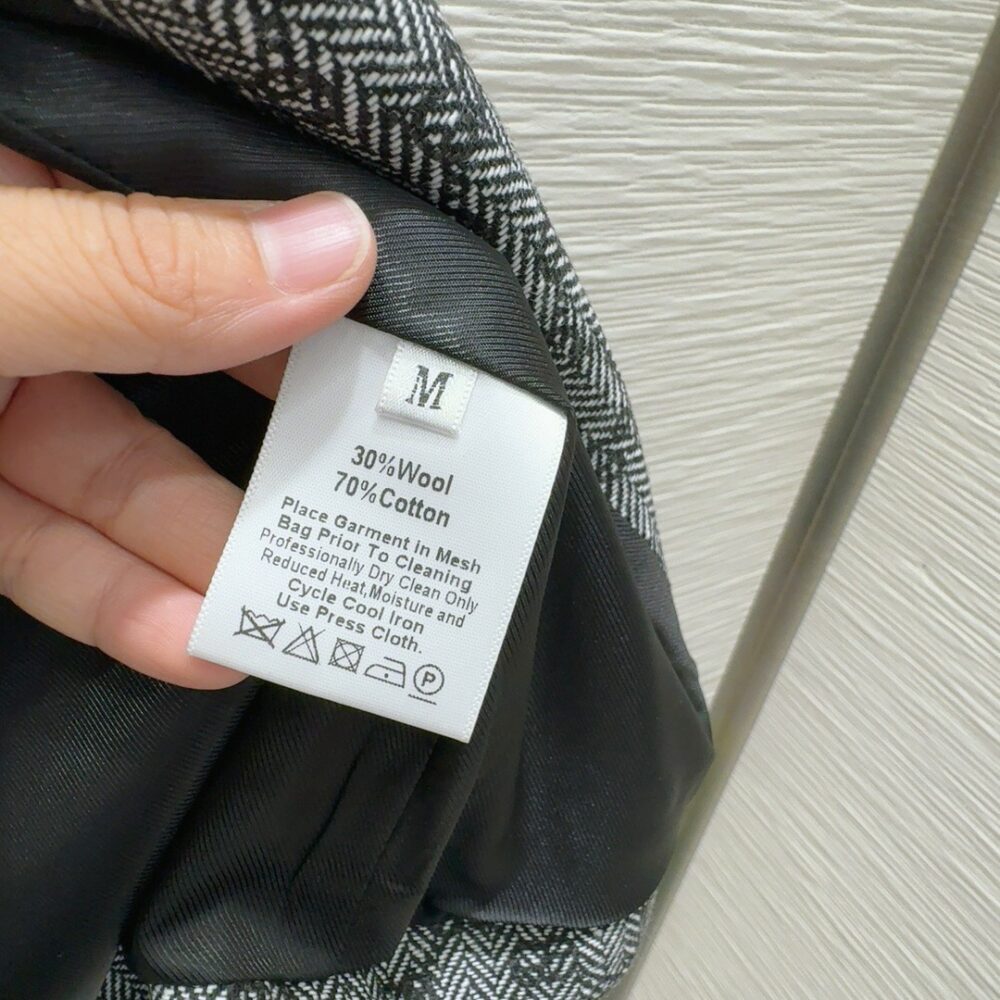 M
30%Wool
70%Cotton
Place Garment in Mesh
Bag Prior To Cleaning
Professionally Dry Clean Only
Reduced Heat,Moisture and
Cycle Cool Iron
Use Press Cloth.
P